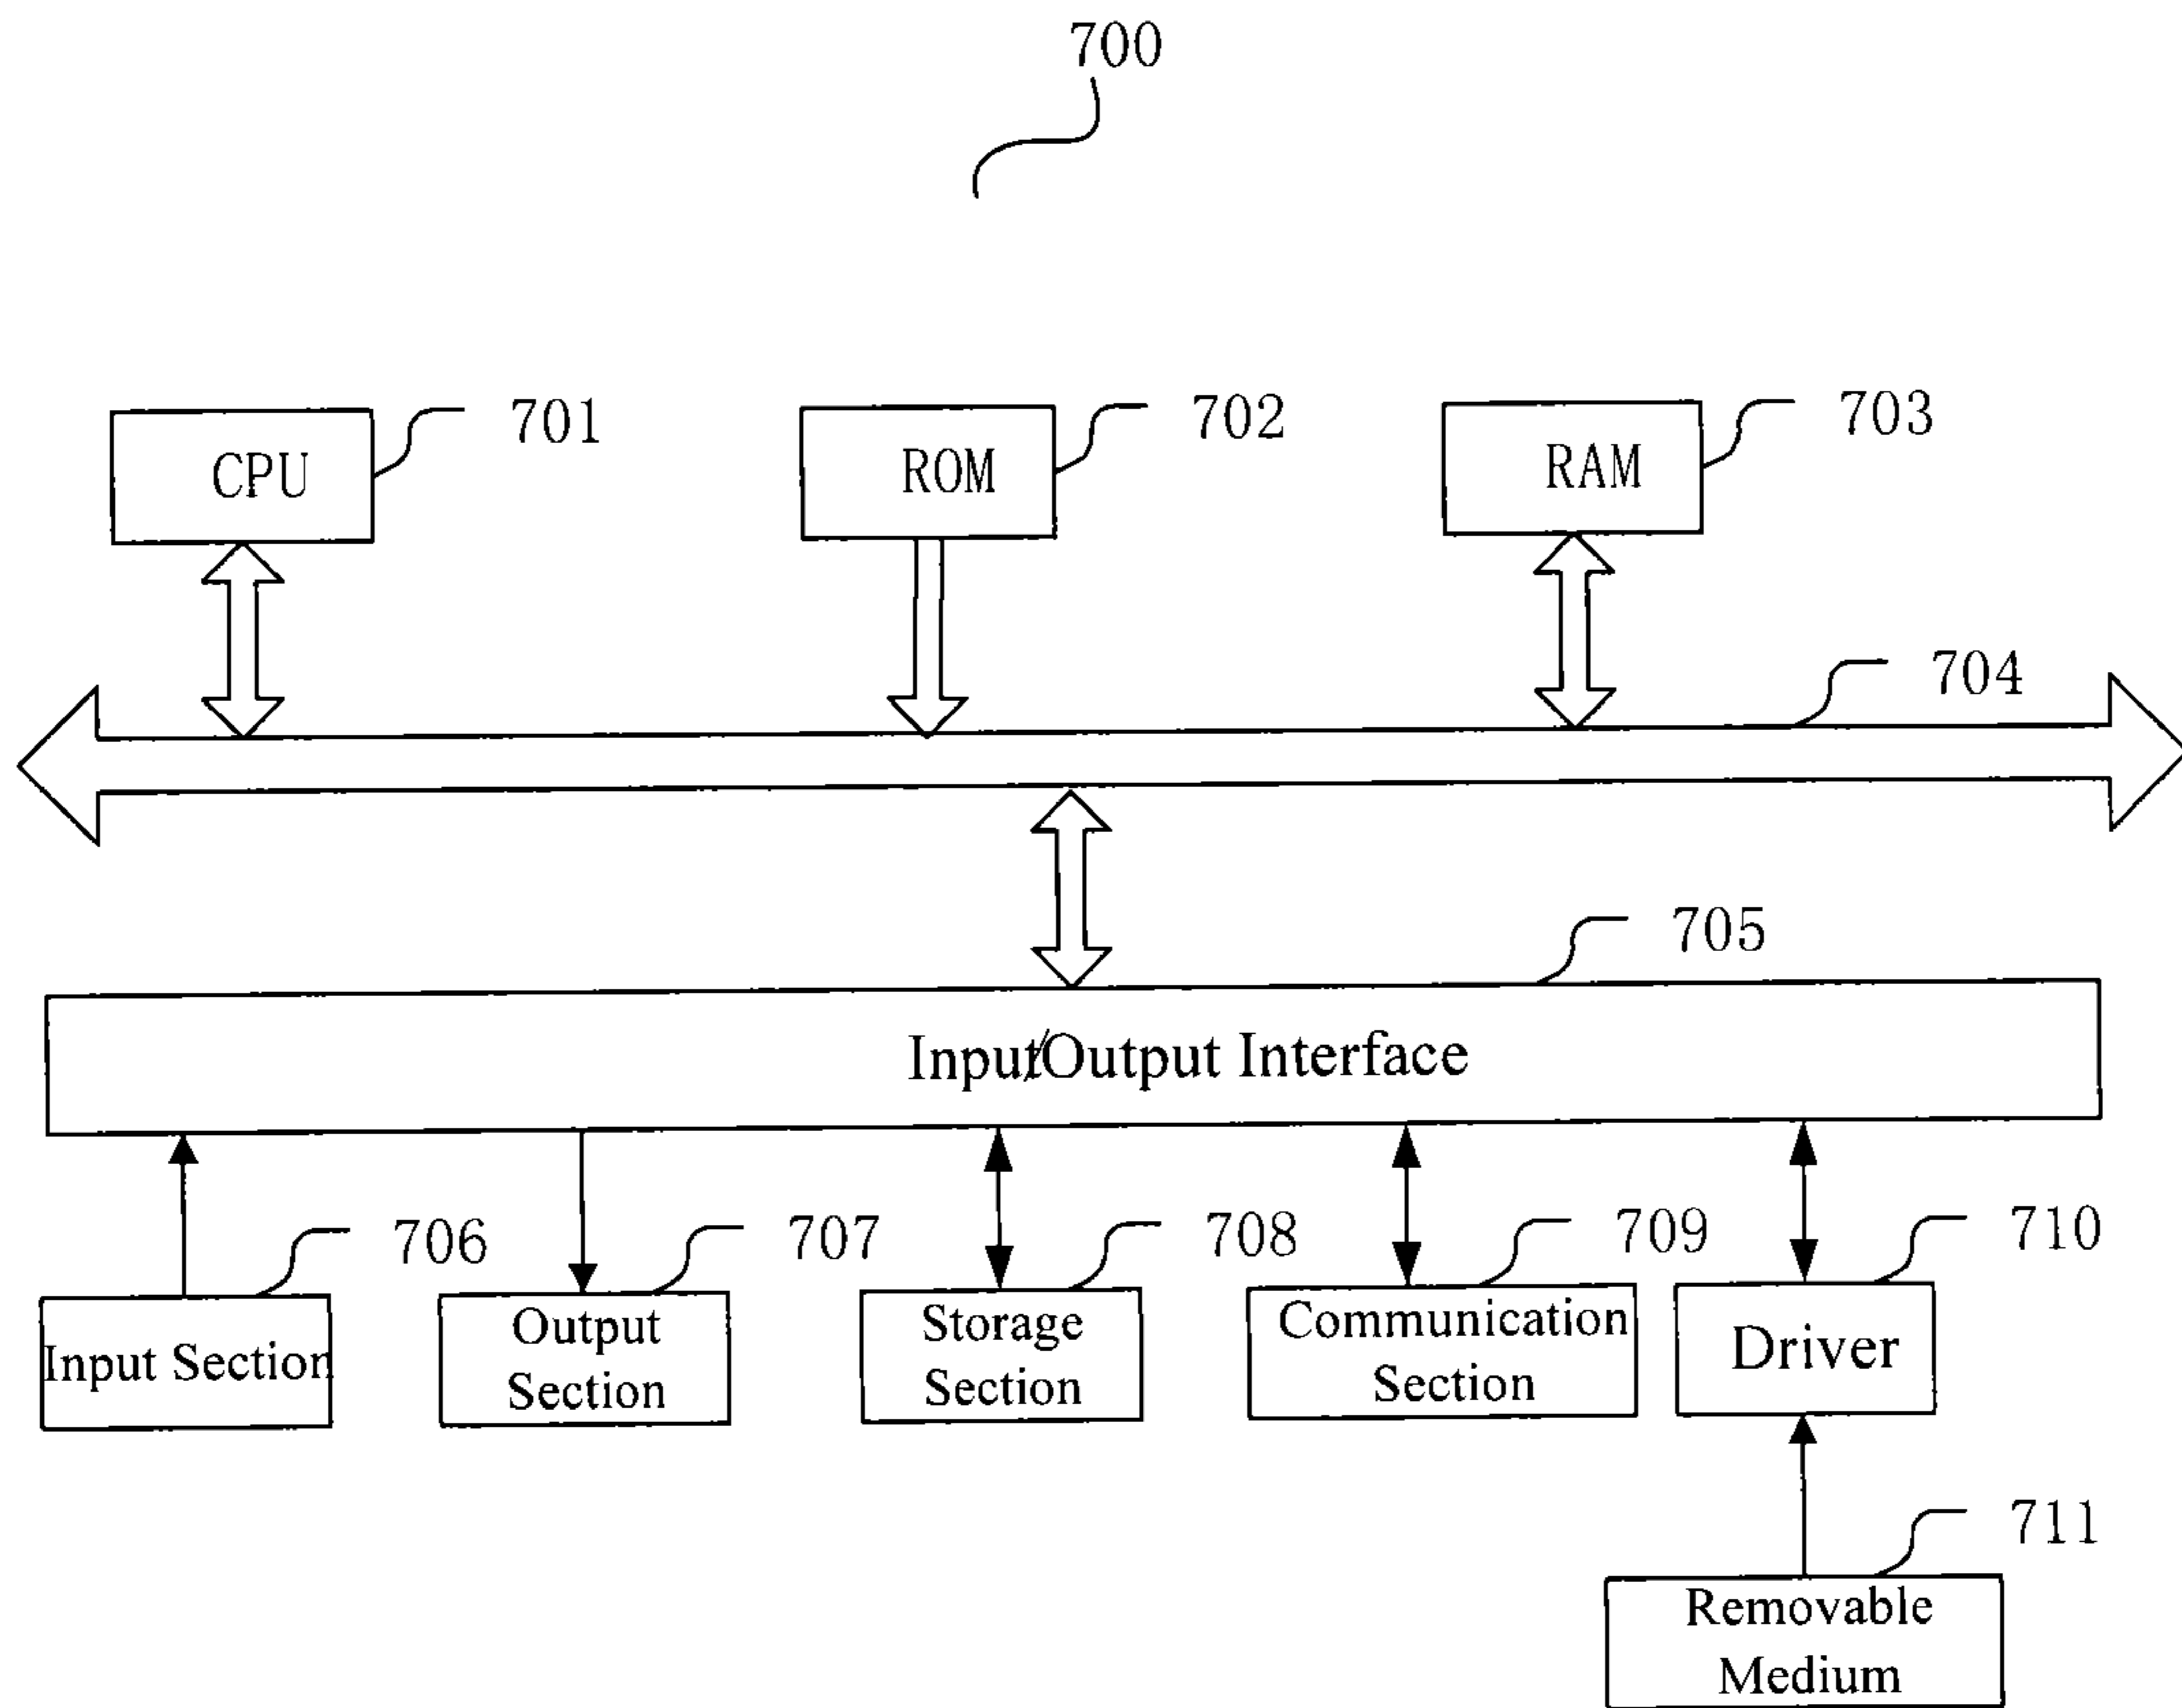 700
CPU
701
ROM
702
RAM
703
704
705
Input/Output Interface
706
707
708
709
710
Input Section
Output
Section
Storage
Section
Communication
Section
Driver
711
Removable
Medium